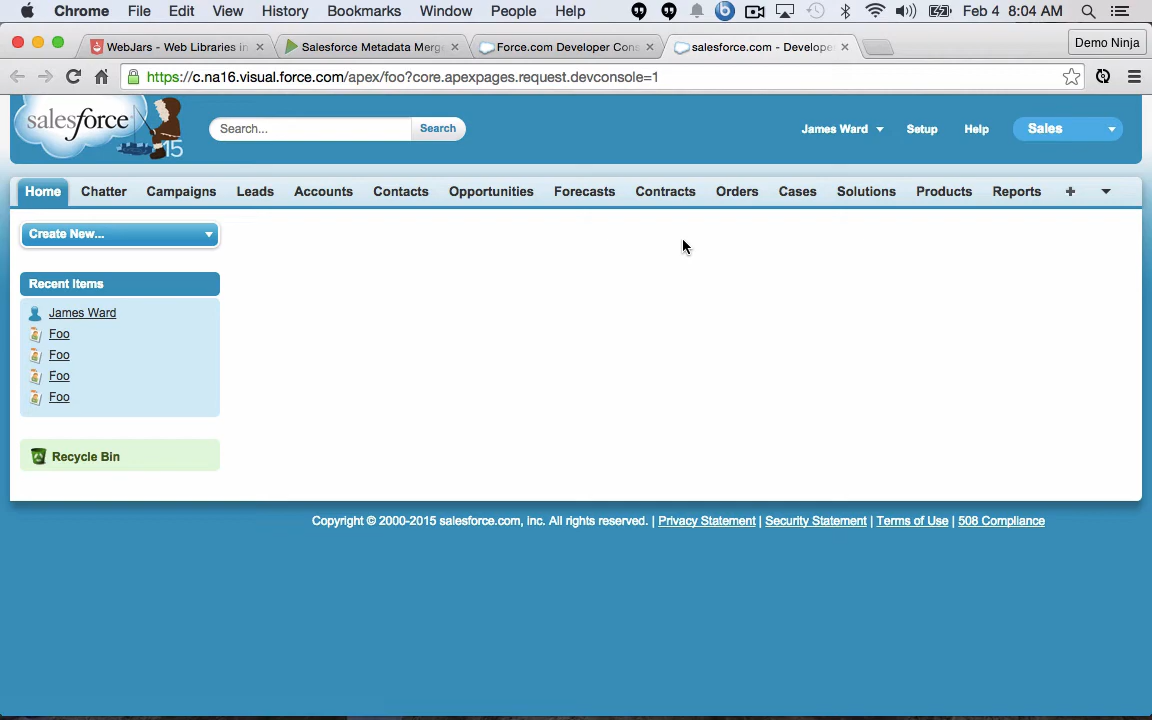 Chrome File Edit View History Bookmarks Window People Help Feb 4 8:04 AM
WebJars - Web Libraries in
Salesforce Metadata Merge
Force.com Developer Cons
salesforce.com - Develope
Demo Ninja
https://c.na16.visual.force.com/apex/foo?core.apexpages.request.devconsole=1
salesforce
15
Search...
Search
James Ward
Setup
Help
Sales
Home Chatter Campaigns Leads Accounts Contacts Opportunities Forecasts Contracts Orders Cases Solutions Products Reports +
Create New...
Recent Items
James Ward
Foo
Foo
Foo
Foo
Recycle Bin
Copyright © 2000-2015 salesforce.com, inc. All rights reserved. | Privacy Statement | Security Statement | Terms of Use | 508 Compliance